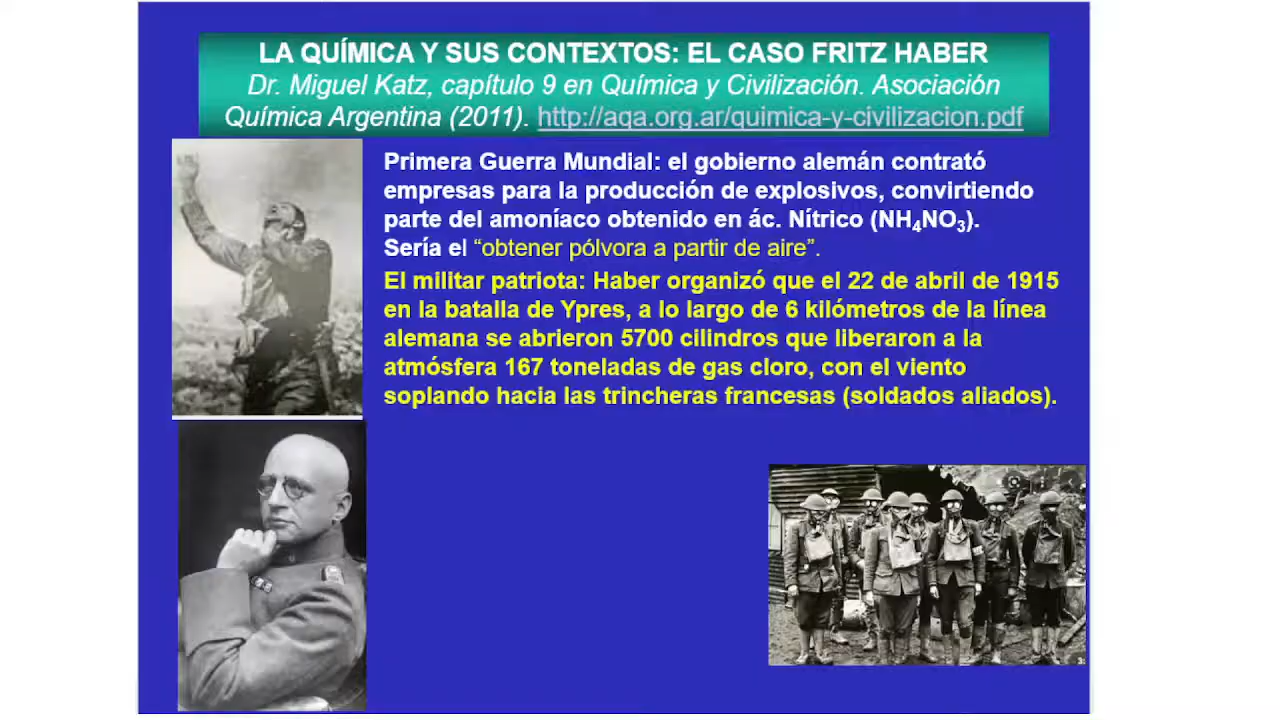 LA QUÍMICA Y SUS CONTEXTOS: EL CASO FRITZ HABER
Dr. Miguel Katz, capítulo 9 en Química y Civilización. Asociación
Química Argentina (2011). http://aqa.org.ar/quimica-y-civilizacion.pdf
Primera Guerra Mundial: el gobierno alemán contrató
empresas para la producción de explosivos, convirtiendo
parte del amoníaco obtenido en ác. Nítrico (NH₄NO₃).
Sería el “obtener pólvora a partir de aire”.
El militar patriota: Haber organizó que el 22 de abril de 1915
en la batalla de Ypres, a lo largo de 6 kilómetros de la línea
alemana se abrieron 5700 cilindros que liberaron a la
atmósfera 167 toneladas de gas cloro, con el viento
soplando hacia las trincheras francesas (soldados aliados).